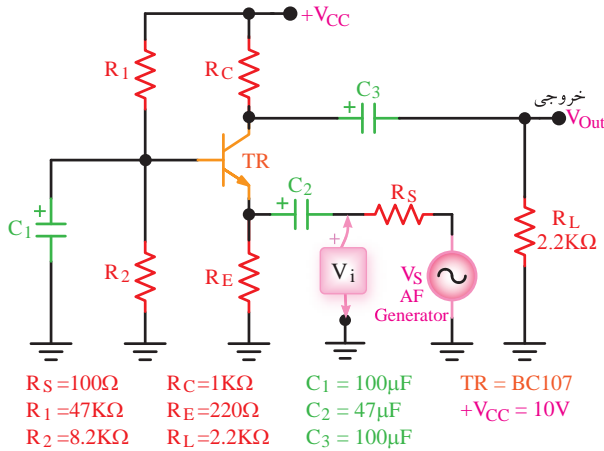 +VCC
R1
RC
C3
خروجی
VOut
TR
C2
RS
C1
R2
RE
Vi
VS
AF
Generator
RL
2.2KΩ
RS=100Ω
R1=47KΩ
R2=8.2KΩ
RC=1KΩ
RE=220Ω
RL=2.2KΩ
C1 = 100µF
C2 = 47µF
C3 = 100µF
TR = BC107
+VCC = 10V